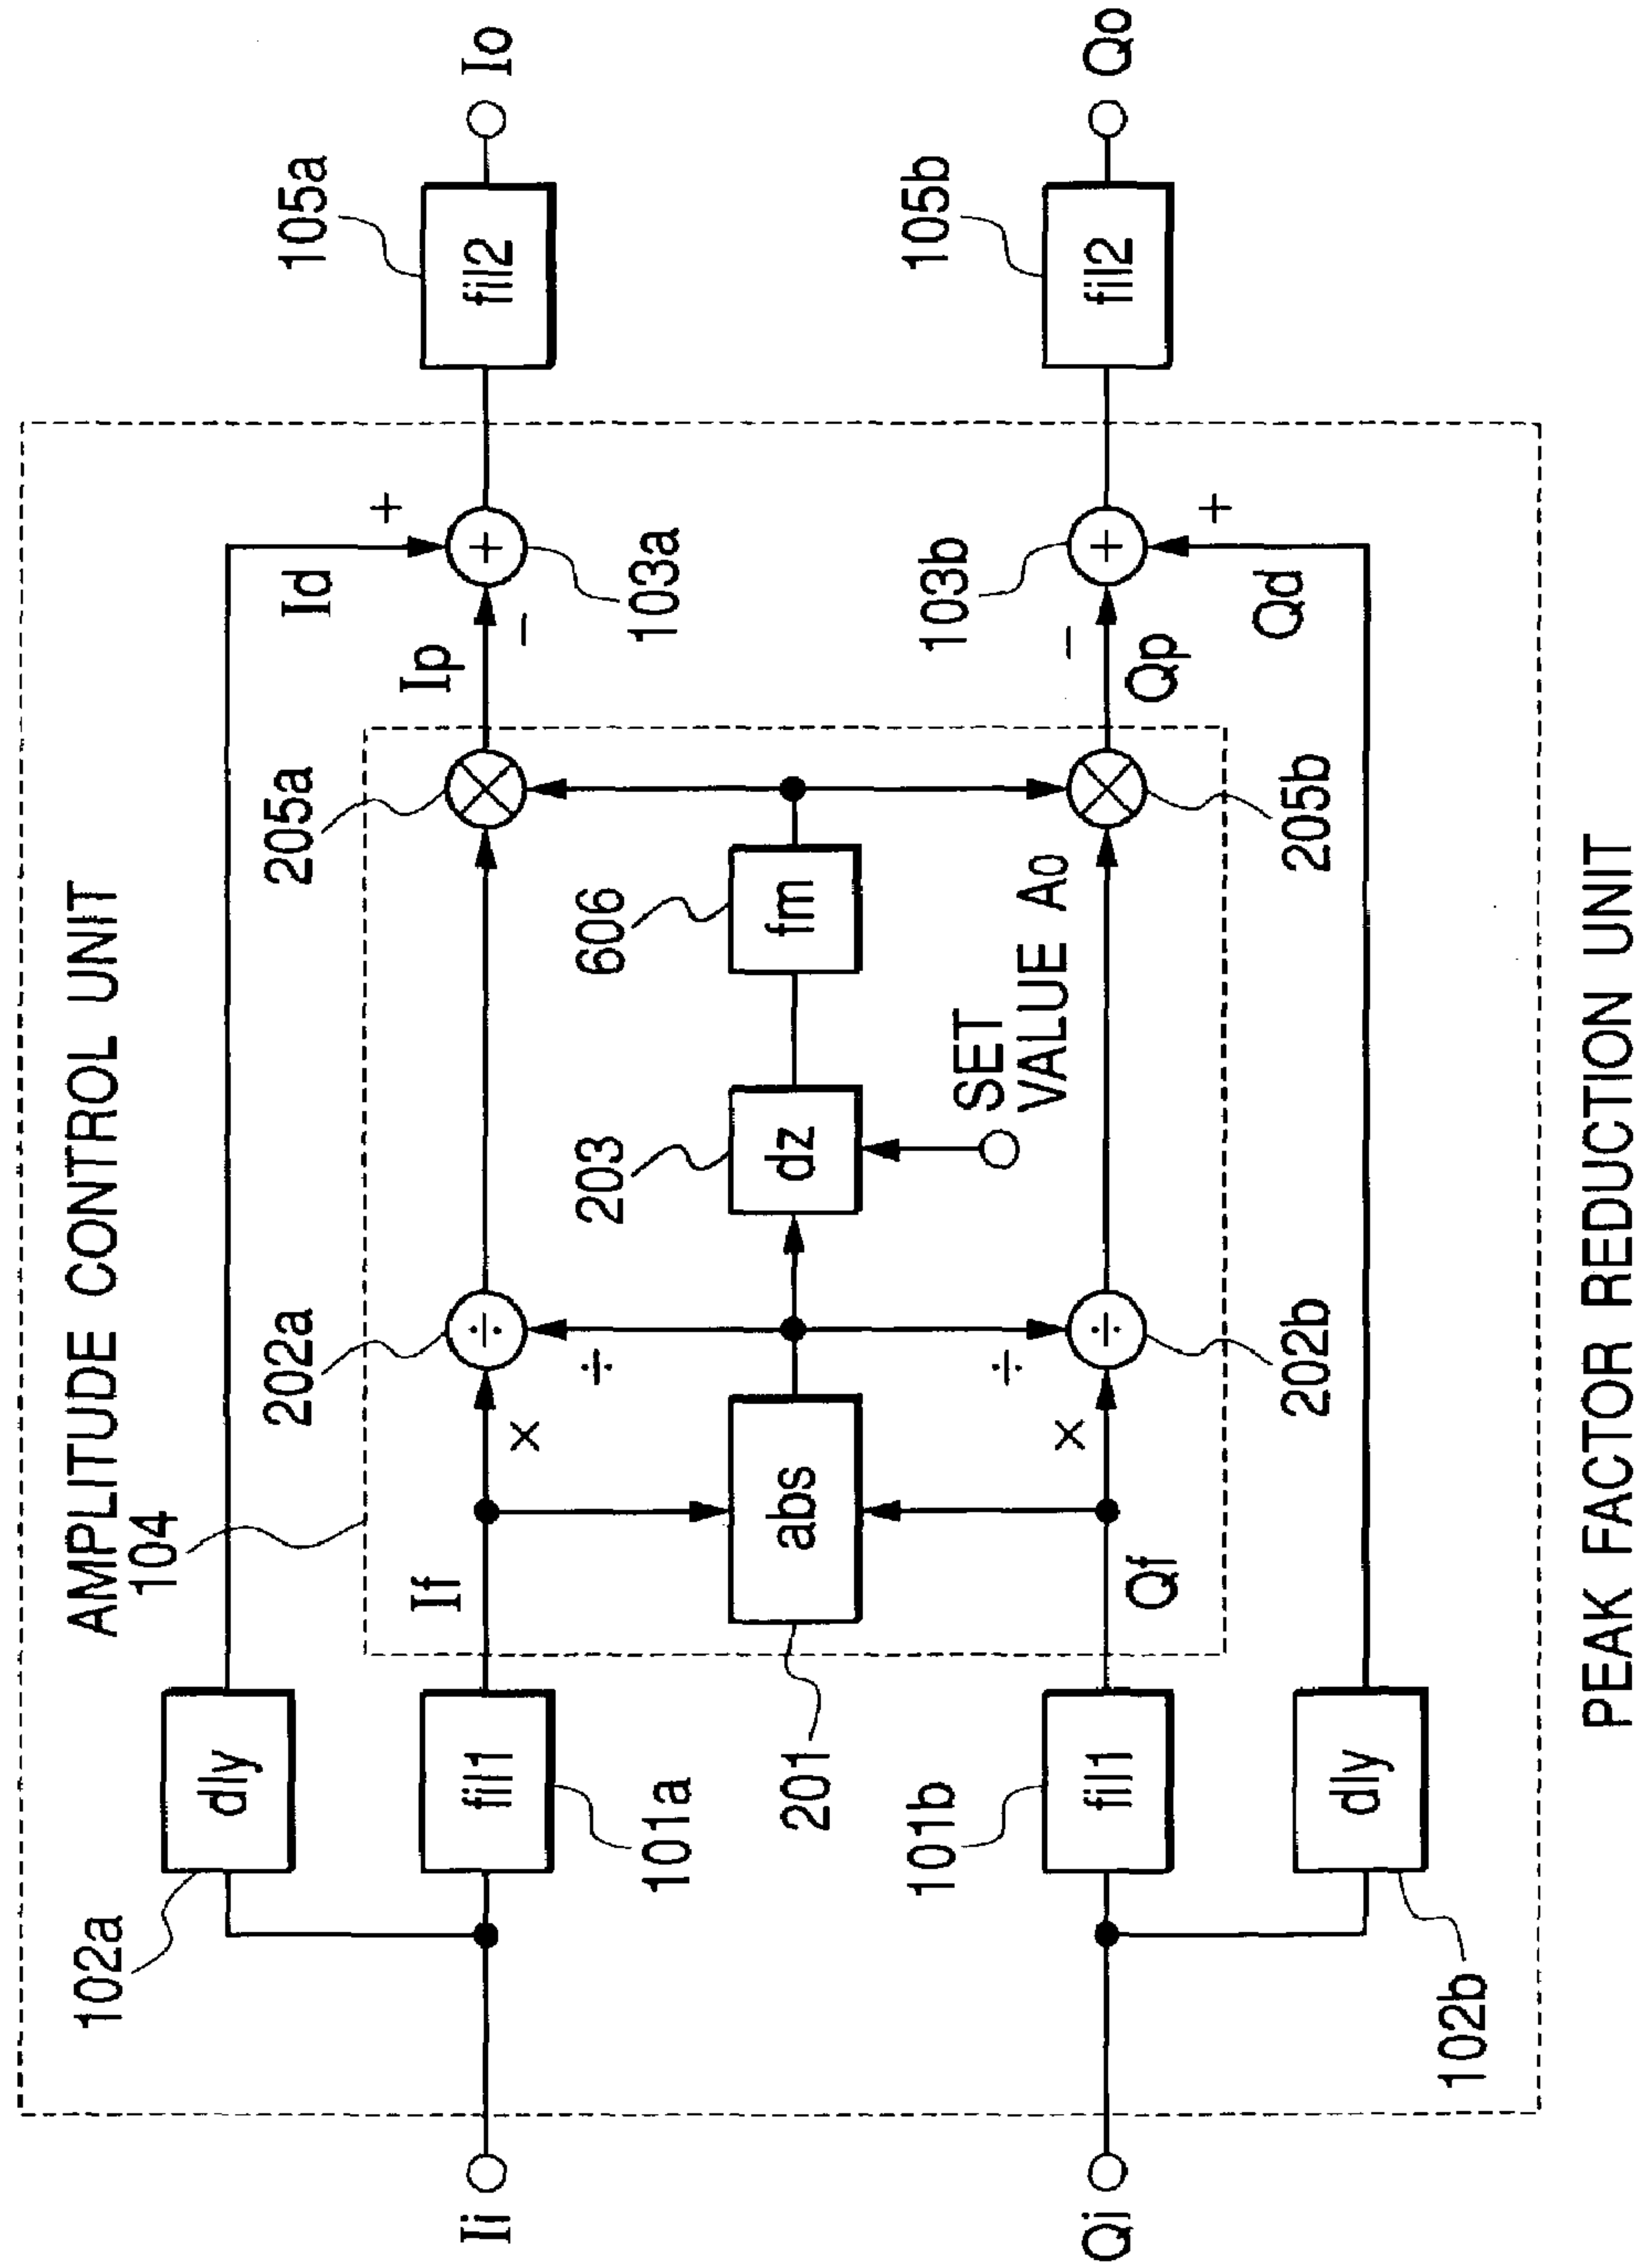 AMPLITUDE CONTROL UNIT
104
102a
dly
Id
+
205a
Ip
−
+
103a
105a
fil2
Io
Ii
fil1
101a
If
×
÷
202a
÷
201
abs
203
dz
606
fm
SET
VALUE A0
Qi
101b
fil1
Qf
×
÷
202b
÷
205b
Qp
−
103b
+
+
Qd
105b
fil2
Qo
102b
dly
PEAK FACTOR REDUCTION UNIT